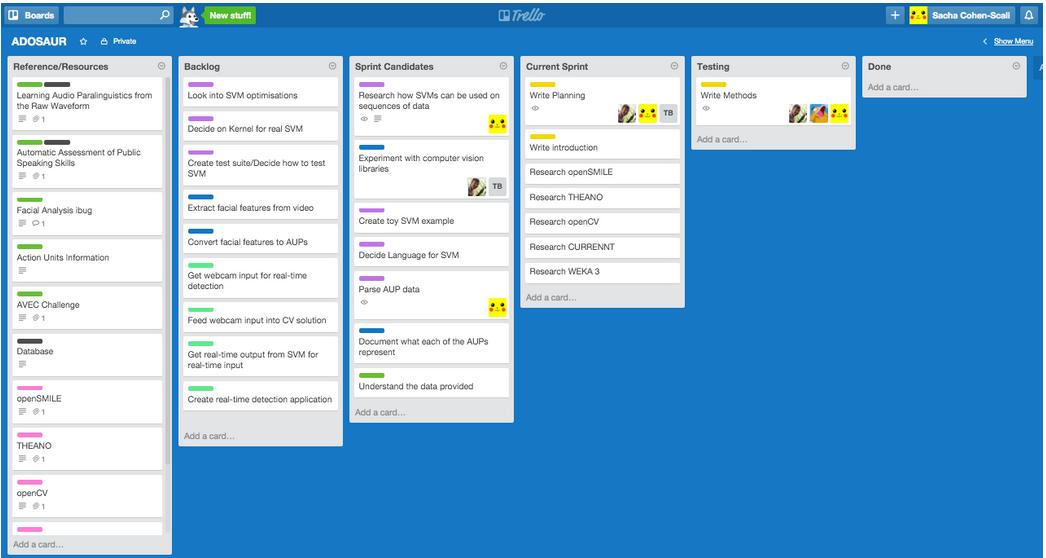 Boards
New stuff!
Trello
Sacha Cohen-Scali
ADOSAUR
Private
Show Menu
Reference/Resources
Learning Audio Paralinguistics from
the Raw Waveform
1
Automatic Assessment of Public
Speaking Skills
1
Facial Analysis ibug
1
Action Units Information
AVEC Challenge
1
Database
openSMILE
1
THEANO
1
openCV
1
Add a card…
Backlog
Look into SVM optimisations
Decide on Kernel for real SVM
Create test suite/Decide how to test
SVM
Extract facial features from video
Convert facial features to AUPs
Get webcam input for real-time
detection
Feed webcam input into CV solution
Get real-time output from SVM for
real-time input
Create real-time detection application
Add a card…
Sprint Candidates
Research how SVMs can be used on
sequences of data
Experiment with computer vision
libraries
TB
Create toy SVM example
Decide Language for SVM
Parse AUP data
Document what each of the AUPs
represent
Understand the data provided
Add a card…
Current Sprint
Write Planning
TB
Write introduction
Research openSMILE
Research THEANO
Research openCV
Research CURRENNT
Research WEKA 3
Add a card…
Testing
Write Methods
Add a card…
Done
Add a card…